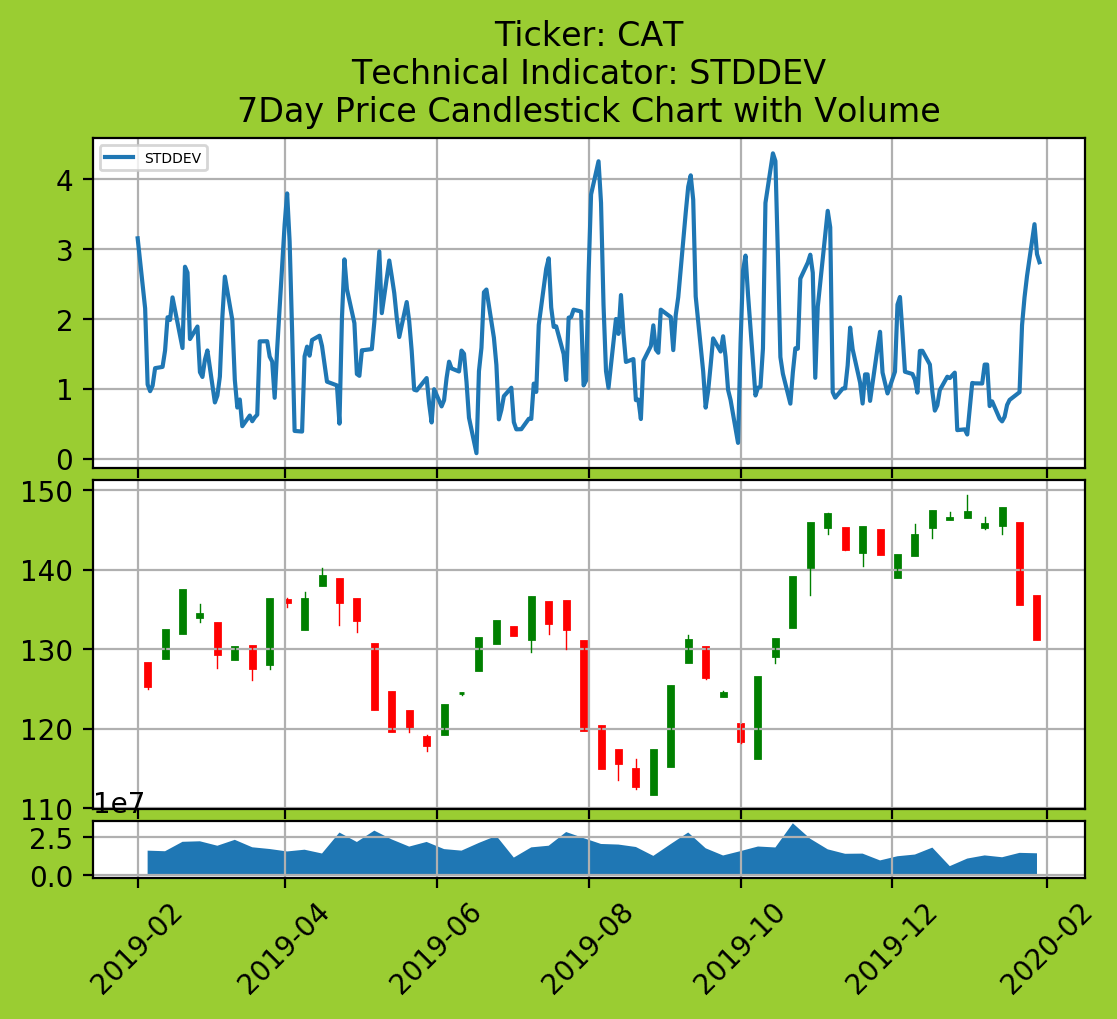 Ticker: CAT
Technical Indicator: STDDEV
7Day Price Candlestick Chart with Volume
STDDEV
4
3
2
1
0
150
140
130
120
110
1e7
2.5
0.0
2019-02 2019-04 2019-06 2019-08 2019-10 2019-12 2020-02